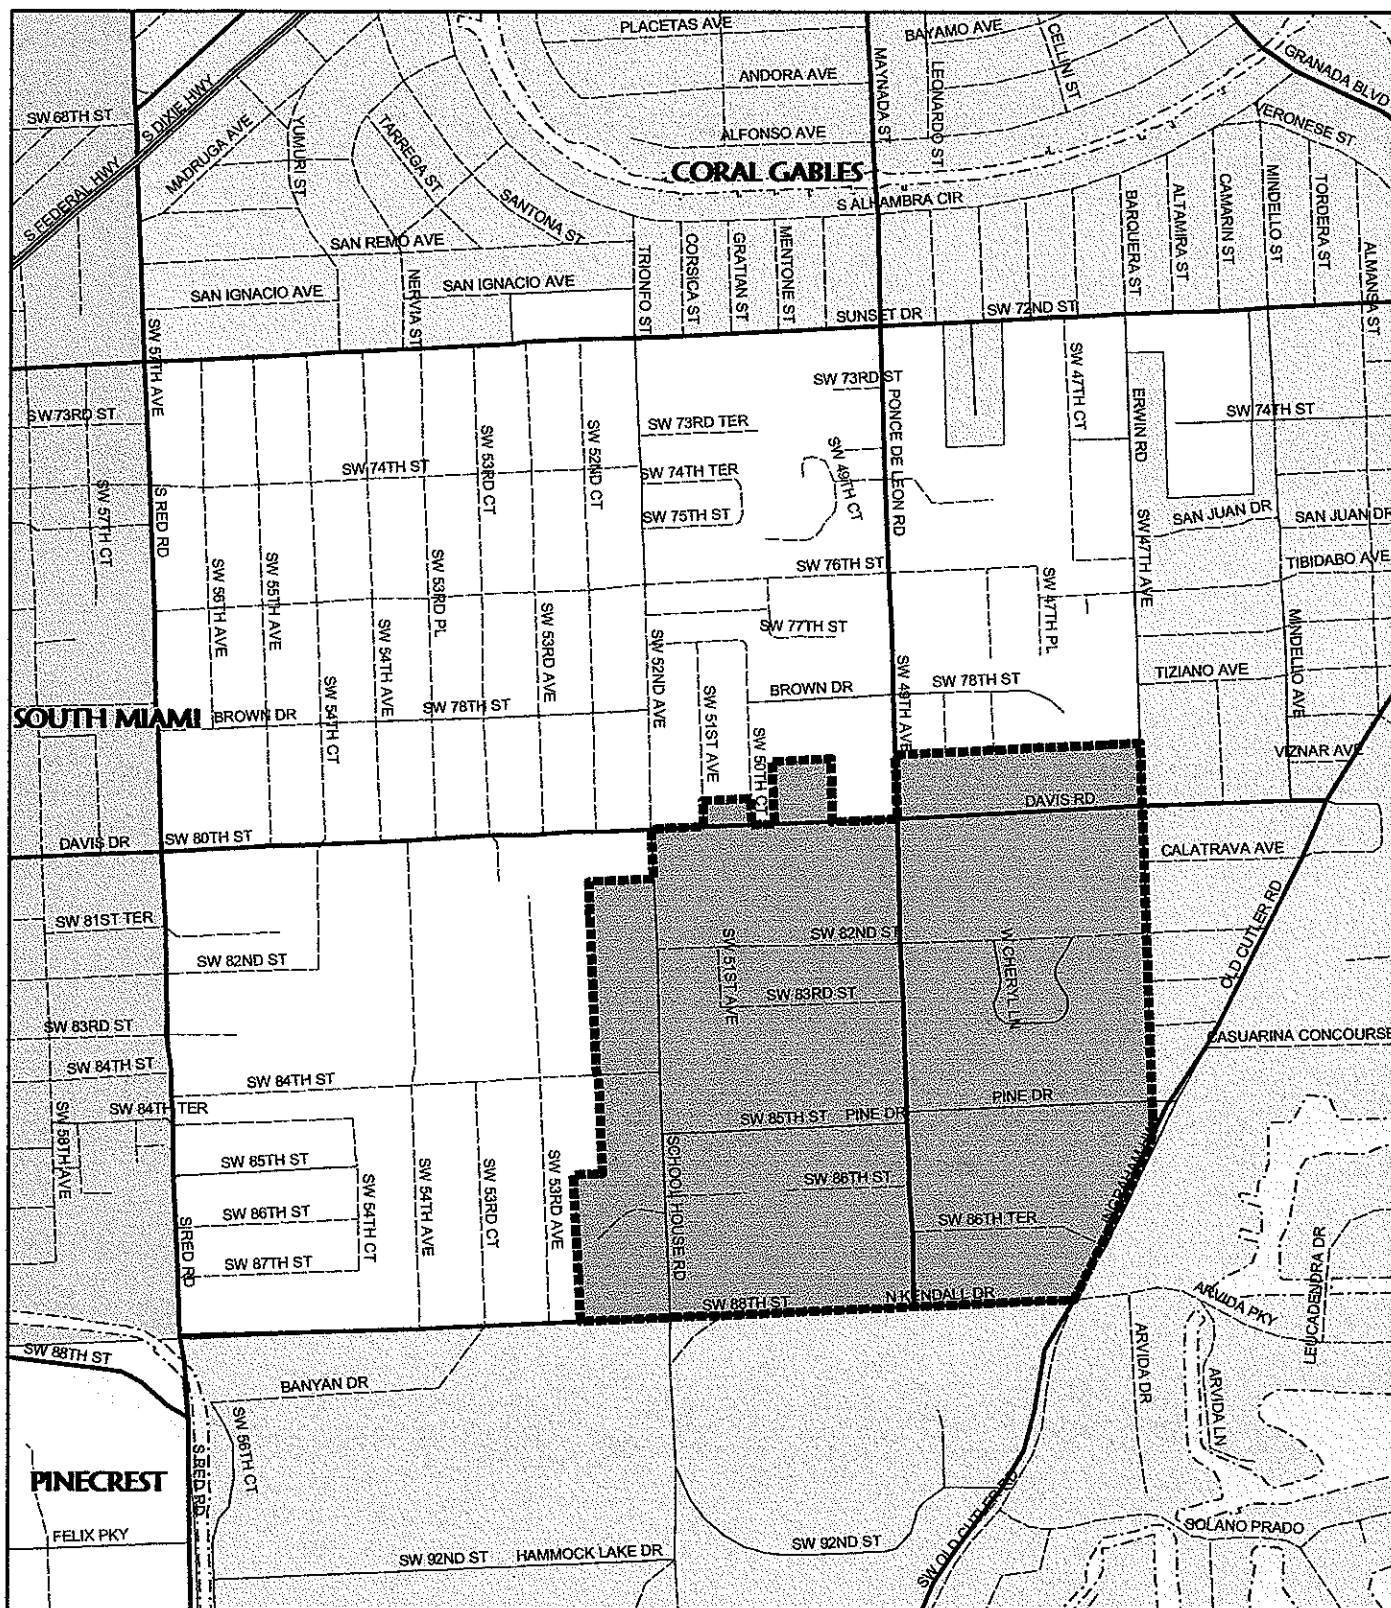 PLACETAS AVE
BAYAMO AVE
CELLINI ST
GRANADA BLVD
ANDORA AVE
MAYNADA ST
LEONARDO ST
SW 68TH ST
S DIXIE HWY
MADRUGA AVE
YUMURI ST
TARREGA ST
ALFONSO AVE
VERONESE ST
CORAL GABLES
S FEDERAL HWY
SANTONA ST
S ALHAMBRA CIR
BARQUERA ST
ALTAMIRA ST
CAMARIN ST
MINDELLO ST
TORDERA ST
ALMANSA ST
SAN REMO AVE
TRIONFO ST
CORSICA ST
GRATIAN ST
MENTONE ST
SAN IGNACIO AVE
NERVIA ST
SAN IGNACIO AVE
SUNSET DR
SW 72ND ST
SW 57TH AVE
SW 47TH CT
SW 73RD ST
SW 73RD ST
PONCE DE LEON RD
ERWIN RD
SW 74TH ST
SW 73RD TER
SW 53RD CT
SW 52ND CT
SW 49TH CT
SW 74TH ST
SW 74TH TER
SW 57TH CT
S RED RD
SW 75TH ST
SW 47TH AVE
SAN JUAN DR
SAN JUAN DR
SW 76TH ST
TIBIDABO AVE
SW 56TH AVE
SW 55TH AVE
SW 53RD PL
SW 47TH PL
SW 54TH AVE
SW 53RD AVE
SW 52ND AVE
SW 77TH ST
MINDELLO AVE
SW 49TH AVE
SW 78TH ST
TIZIANO AVE
SOUTH MIAMI
BROWN DR
SW 54TH CT
SW 78TH ST
SW 51ST AVE
BROWN DR
SW 50TH CT
VIZNAR AVE
DAVIS RD
DAVIS DR
SW 80TH ST
CALATRAVA AVE
OLD CUTLER RD
SW 81ST TER
SW 82ND ST
SW 51ST AVE
SW 82ND ST
W CHERYL LN
SW 83RD ST
SW 83RD ST
CASUARINA CONCOURSE
SW 84TH ST
SW 84TH ST
SW 84TH TER
SW 58TH AVE
SW 85TH ST
PINE DR
PINE DR
SCHOOL HOUSE RD
SW 85TH ST
SW 54TH CT
SW 54TH AVE
SW 53RD CT
SW 53RD AVE
SW 86TH ST
SW 86TH ST
SW 86TH TER
S RED RD
SW 87TH ST
LEUCADENDRA DR
SW 88TH ST
N KENDALL DR
ARVIDA PKY
ARVIDA DR
ARVIDA LN
SW 88TH ST
BANYAN DR
SW 56TH CT
S RED RD
PINECREST
FELIX PKY
SW 92ND ST
HAMMOCK LAKE DR
SW 92ND ST
SW OLD CUTLER RD
SOLANO PRADO